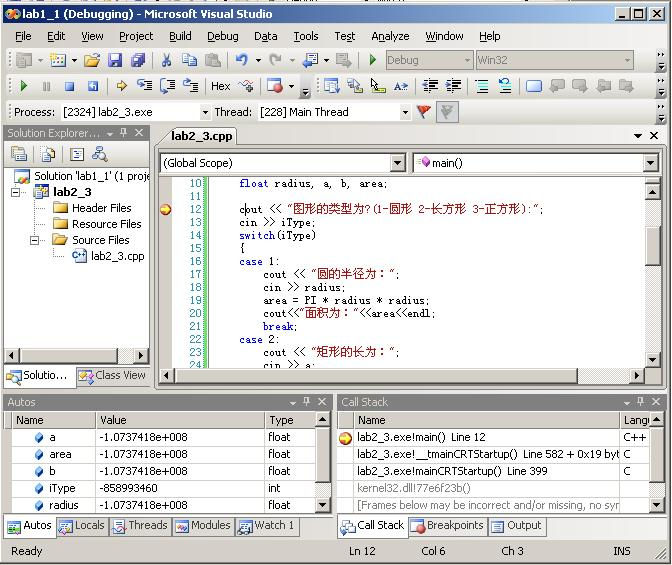 lab1_1 (Debugging) - Microsoft Visual Studio
File Edit View Project Build Debug Data Tools Test Analyze Window Help
Debug Win32
Hex
Process: [2324] lab2_3.exe Thread: [228] Main Thread
Solution Explorer...
Solution 'lab1_1' (1 proje
lab2_3
Header Files
Resource Files
Source Files
lab2_3.cpp
Solutio... Class View
lab2_3.cpp
(Global Scope) main()
10 float radius, a, b, area;
11
12 cout << "图形的类型为?(1-圆形 2-长方形 3-正方形):";
13 cin >> iType;
14 switch(iType)
15 {
16 case 1:
17 cout << "圆的半径为：";
18 cin >> radius;
19 area = PI * radius * radius;
20 cout<<"面积为："<<area<<endl;
21 break;
22 case 2:
23 cout << "矩形的长为：";
24 cin >> a;
Autos
Name Value Type
a -1.0737418e+008 float
area -1.0737418e+008 float
b -1.0737418e+008 float
iType -858993460 int
radius -1.0737418e+008 float
Autos Locals Threads Modules Watch 1
Call Stack
Name Langu
lab2_3.exe!main() Line 12 C++
lab2_3.exe!__tmainCRTStartup() Line 582 + 0x19 byt C
lab2_3.exe!mainCRTStartup() Line 399 C
kernel32.dll!77e6f23b()
[Frames below may be incorrect and/or missing, no sym
Call Stack Breakpoints Output
Ready Ln 12 Col 6 Ch 3 INS